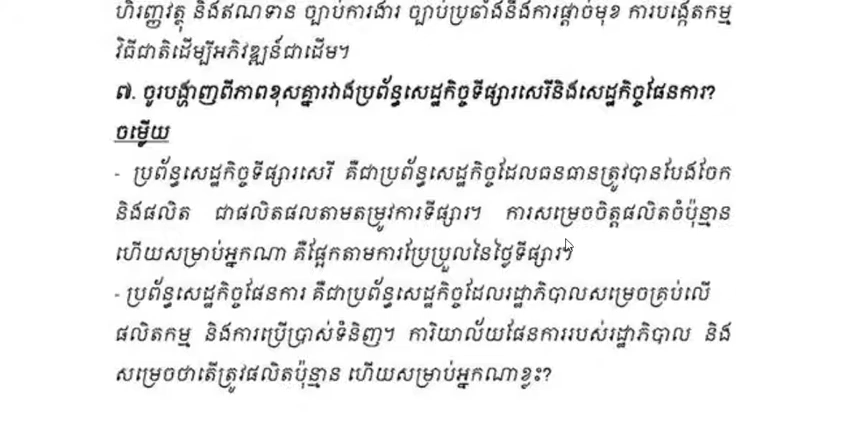 ហិរញ្ញវត្ថុ និងឥណទាន ច្បាប់ការងារ ច្បាប់ប្រឆាំងនឹងការផ្តាច់មុខ ការបង្កើតកម្ម
វិធីជាតិដើម្បីអភិវឌ្ឍន៍ជាដើម។
៧. ចូរបង្ហាញពីភាពខុសគ្នារវាងប្រព័ន្ធសេដ្ឋកិច្ចទីផ្សារសេរីនិងសេដ្ឋកិច្ចផែនការ?
ចម្លើយ
- ប្រព័ន្ធសេដ្ឋកិច្ចទីផ្សារសេរី គឺជាប្រព័ន្ធសេដ្ឋកិច្ចដែលធនធានត្រូវបានបែងចែក
និងផលិត ជាផលិតផលតាមតម្រូវការទីផ្សារ។ ការសម្រេចចិត្តផលិតចំប៉ុន្មាន
ហើយសម្រាប់អ្នកណា គឺផ្អែកតាមការប្រែប្រួលនៃថ្លៃទីផ្សារ។
- ប្រព័ន្ធសេដ្ឋកិច្ចផែនការ គឺជាប្រព័ន្ធសេដ្ឋកិច្ចដែលរដ្ឋាភិបាលសម្រេចគ្រប់លើ
ផលិតកម្ម និងការប្រើប្រាស់ទំនិញ។ ការិយាល័យផែនការរបស់រដ្ឋាភិបាល និង
សម្រេចថាតើត្រូវផលិតប៉ុន្មាន ហើយសម្រាប់អ្នកណាខ្លះ?